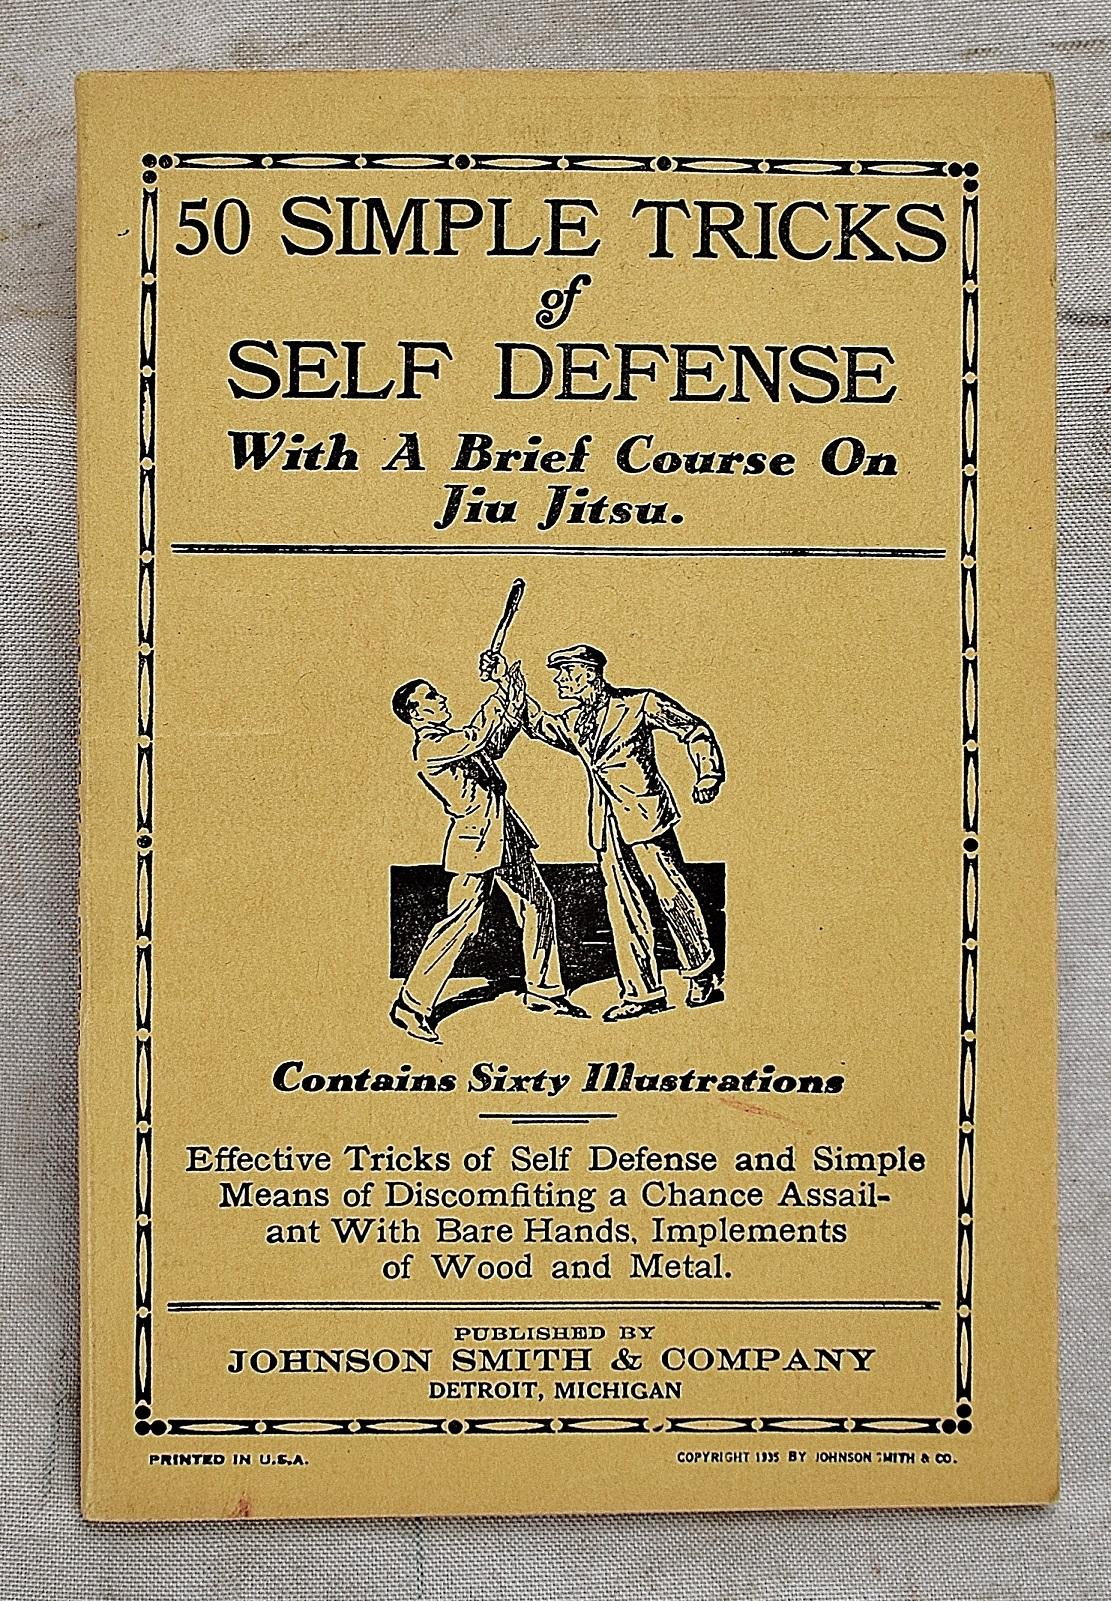 50 SIMPLE TRICKS
of
SELF DEFENSE
With A Brief Course On
Jiu Jitsu.
Contains Sixty Illustrations
Effective Tricks of Self Defense and Simple
Means of Discomfiting a Chance Assail-
ant With Bare Hands, Implements
of Wood and Metal.
PUBLISHED BY
JOHNSON SMITH & COMPANY
DETROIT, MICHIGAN
PRINTED IN U.S.A.
COPYRIGHT 1935 BY JOHNSON SMITH & CO.